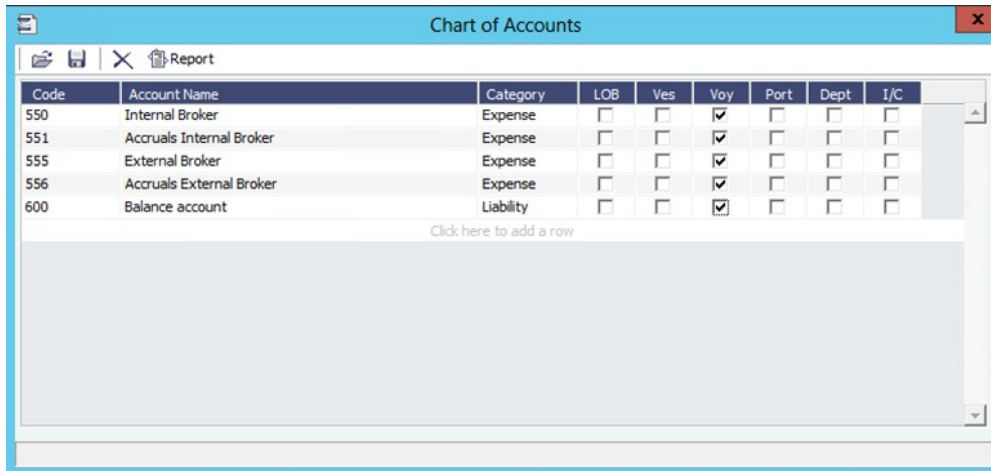 Chart of Accounts
x
Report
Code Account Name Category LOB Ves Voy Port Dept I/C
550 Internal Broker Expense
551 Accruals Internal Broker Expense
555 External Broker Expense
556 Accruals External Broker Expense
600 Balance account Liability
Click here to add a row